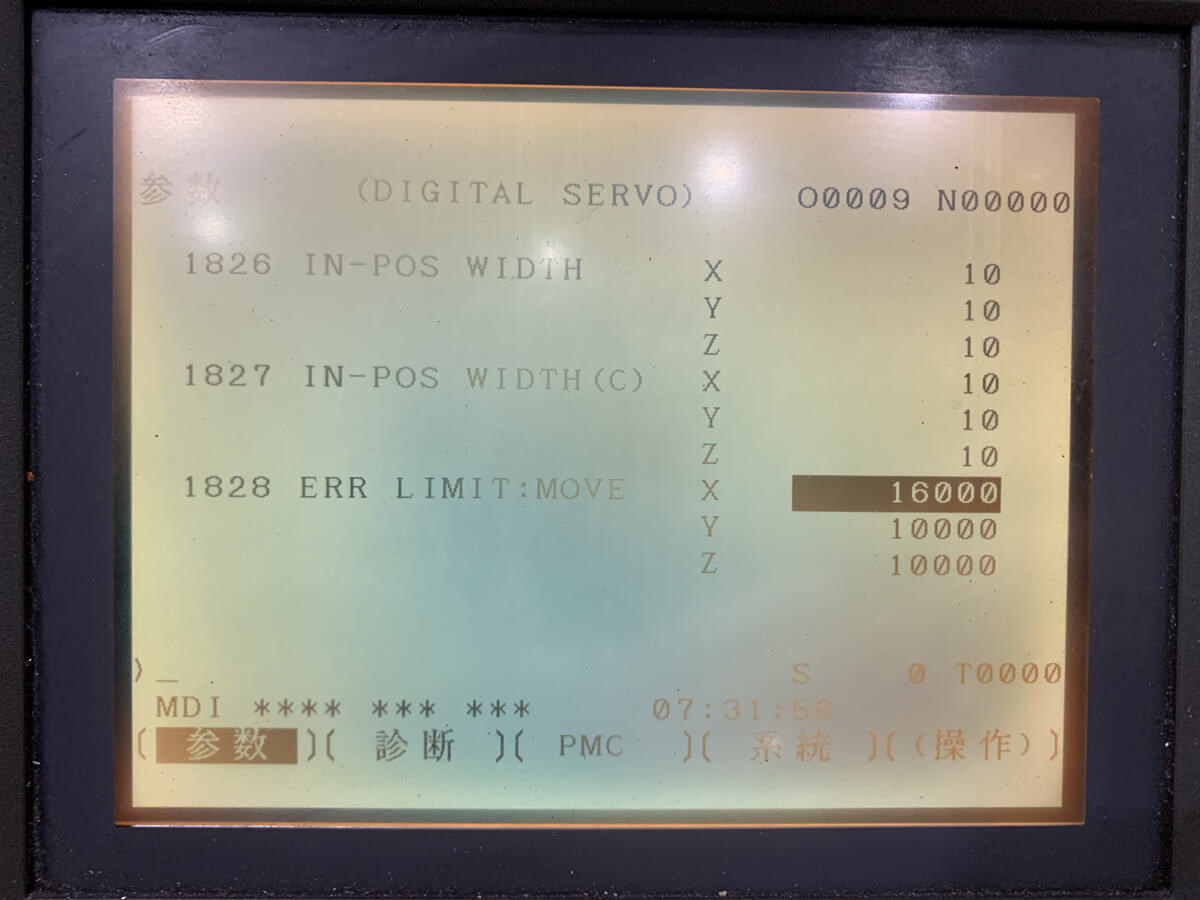 参数 (DIGITAL SERVO) O0009 N00000
1826 IN-POS WIDTH X 10
Y 10
Z 10
1827 IN-POS WIDTH(C) X 10
Y 10
Z 10
1828 ERR LIMIT:MOVE X 16000
Y 10000
Z 10000
)_ S 0 T0000
MDI **** *** *** 07:31:56
( 参数 )( 診断 )( PMC )( 系統 )((操作))